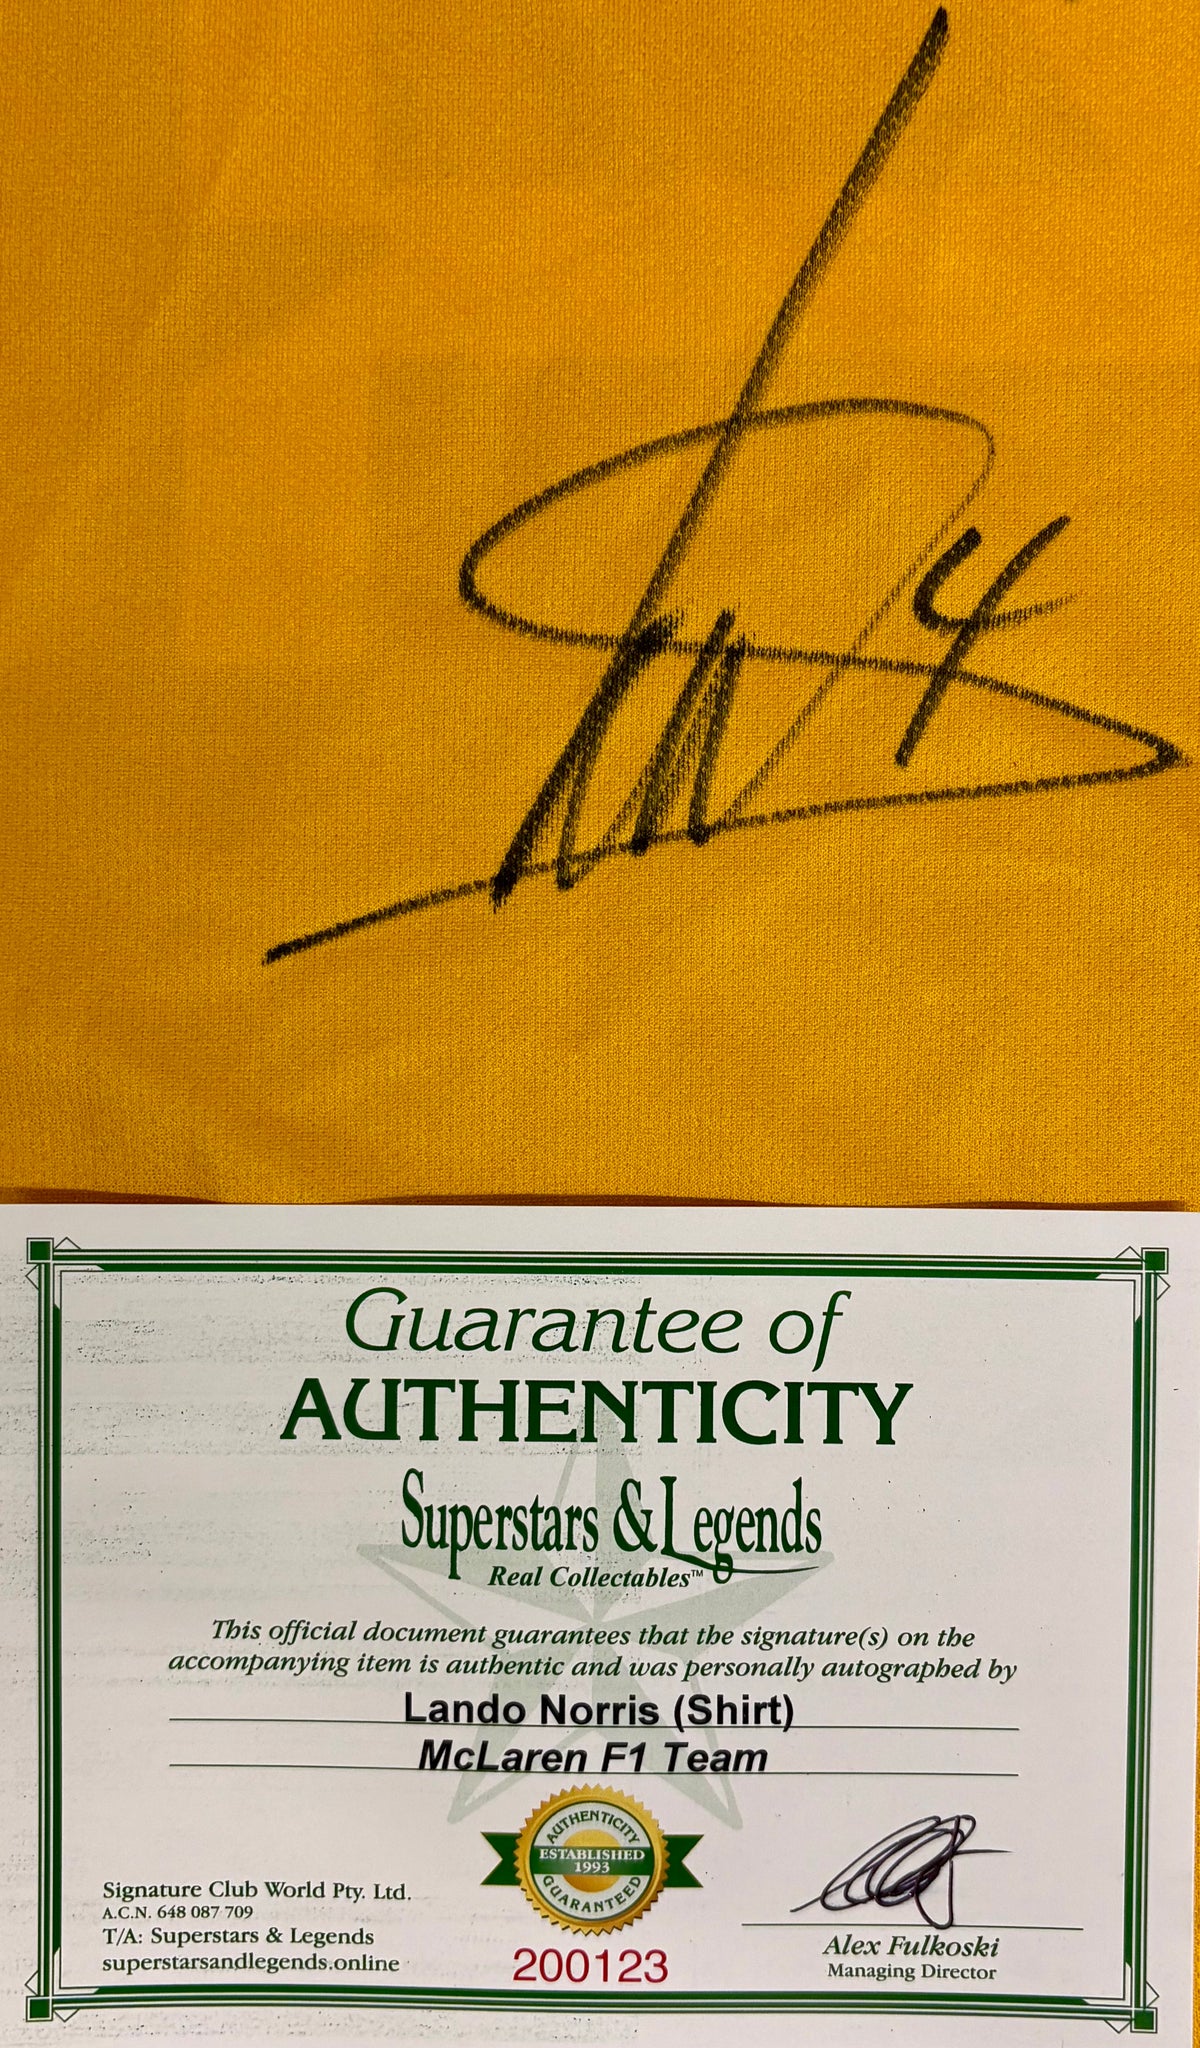 4
Guarantee of
AUTHENTICITY
Superstars & Legends
Real Collectables™
This official document guarantees that the signature(s) on the
accompanying item is authentic and was personally autographed by
Lando Norris (Shirt)
McLaren F1 Team
AUTHENTICITY
ESTABLISHED
1993
GUARANTEED
Signature Club World Pty. Ltd.
A.C.N. 648 087 709
T/A: Superstars & Legends
superstarsandlegends.online
200123
Alex Fulkoski
Managing Director